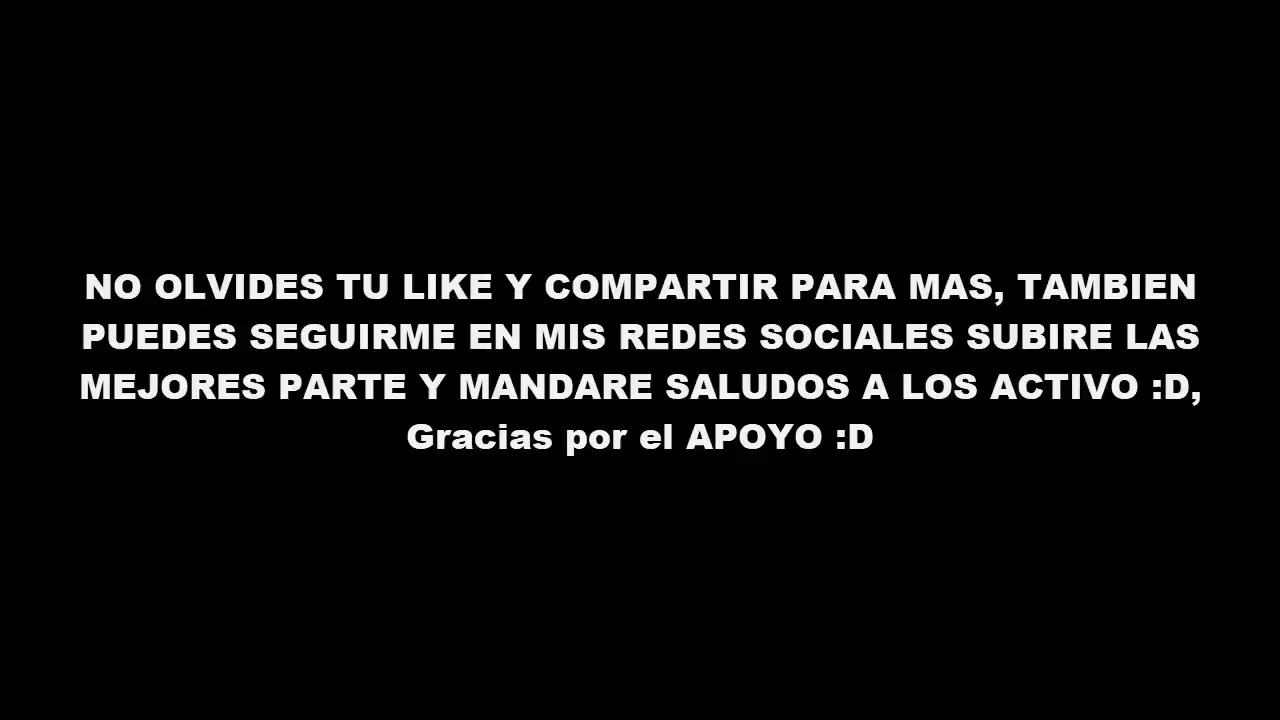 NO OLVIDES TU LIKE Y COMPARTIR PARA MAS, TAMBIEN
PUEDES SEGUIRME EN MIS REDES SOCIALES SUBIRE LAS
MEJORES PARTE Y MANDARE SALUDOS A LOS ACTIVO :D,
Gracias por el APOYO :D